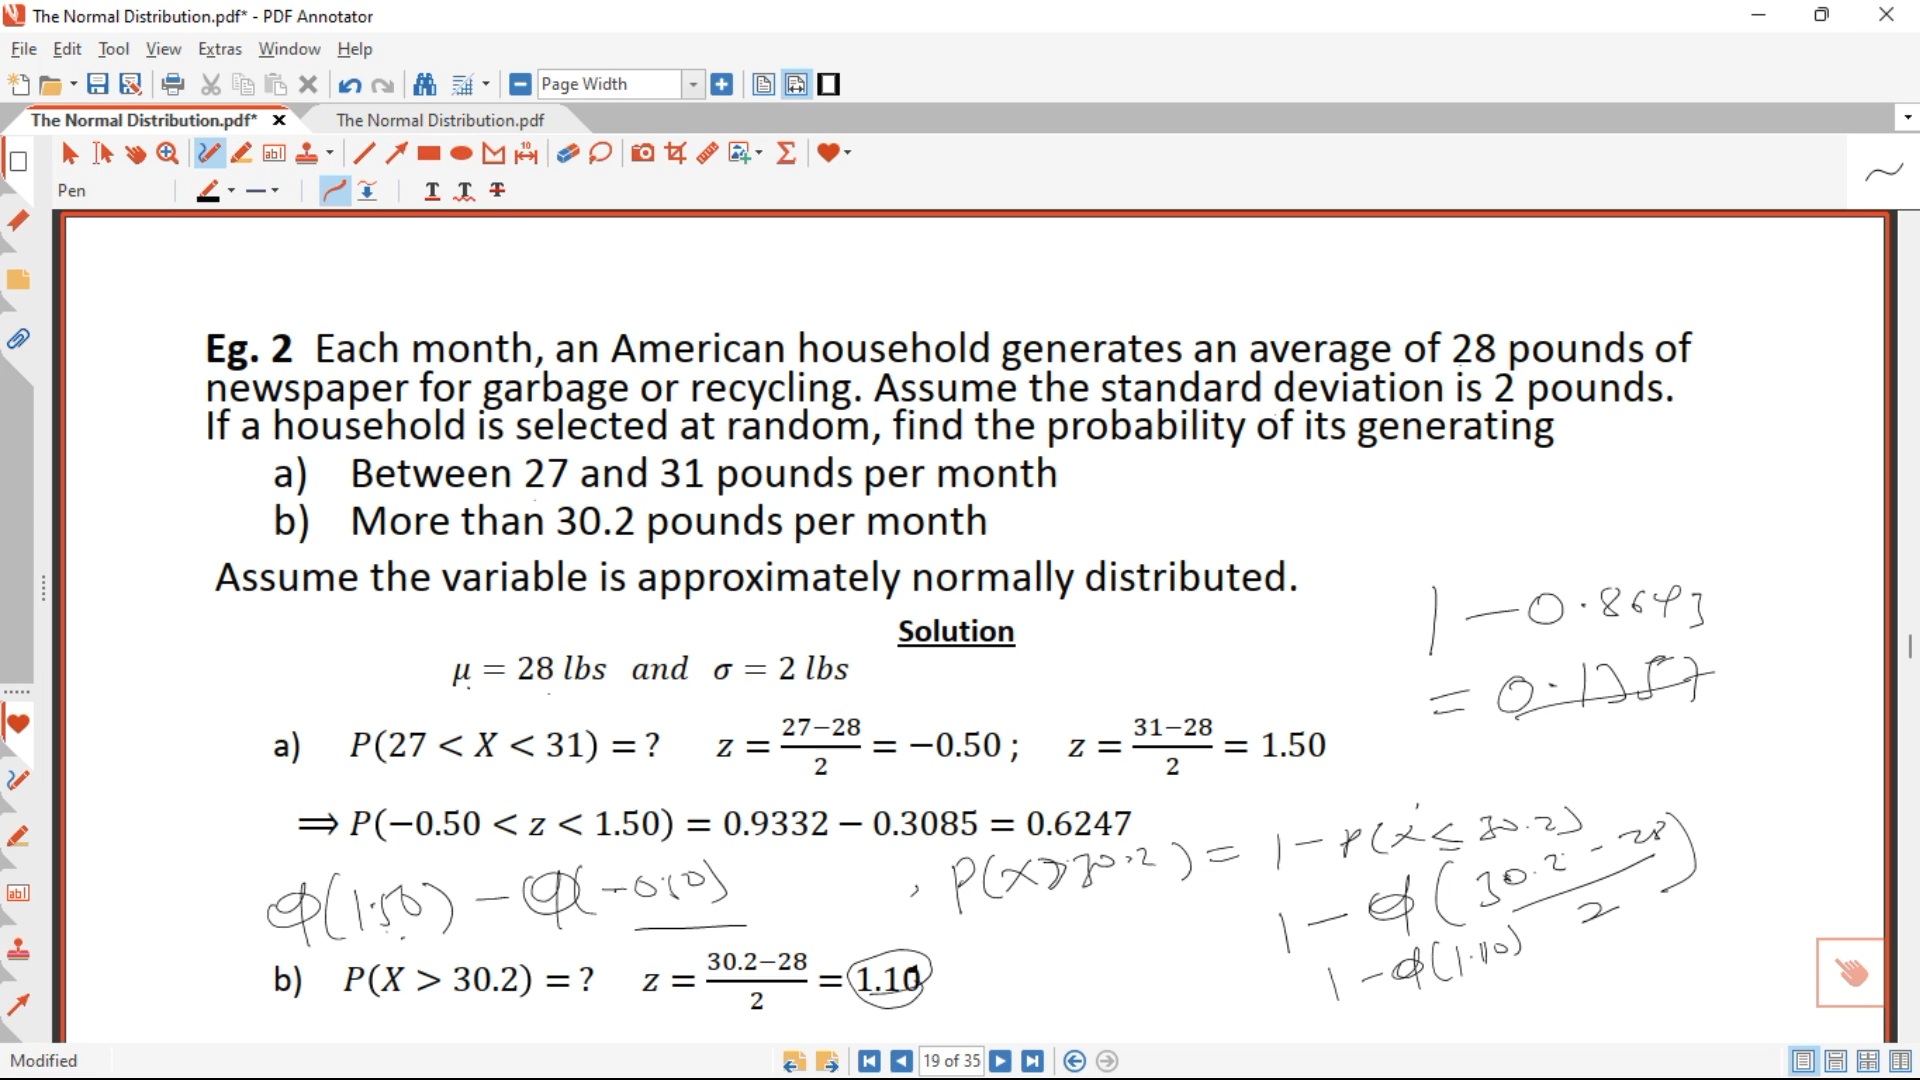 The Normal Distribution.pdf* - PDF Annotator
File Edit Tool View Extras Window Help
Page Width
The Normal Distribution.pdf* The Normal Distribution.pdf
Pen
Eg. 2 Each month, an American household generates an average of 28 pounds of
newspaper for garbage or recycling. Assume the standard deviation is 2 pounds.
If a household is selected at random, find the probability of its generating
a) Between 27 and 31 pounds per month
b) More than 30.2 pounds per month
Assume the variable is approximately normally distributed.
1 - 0.8643
Solution
μ = 28 lbs and σ = 2 lbs
= 0.1357
a) P(27 < X < 31) = ? z = 27−28/2 = −0.50 ; z = 31−28/2 = 1.50
⟹ P(−0.50 < z < 1.50) = 0.9332 − 0.3085 = 0.6247
P(X > 30.2) = 1 - P(X ≤ 30.2)
ϕ(1.50) - ϕ(-0.50)
1 - ϕ(30.2 - 28/2)
1 - ϕ(1.10)
b) P(X > 30.2) = ? z = 30.2−28/2 = 1.10
Modified
19 of 35